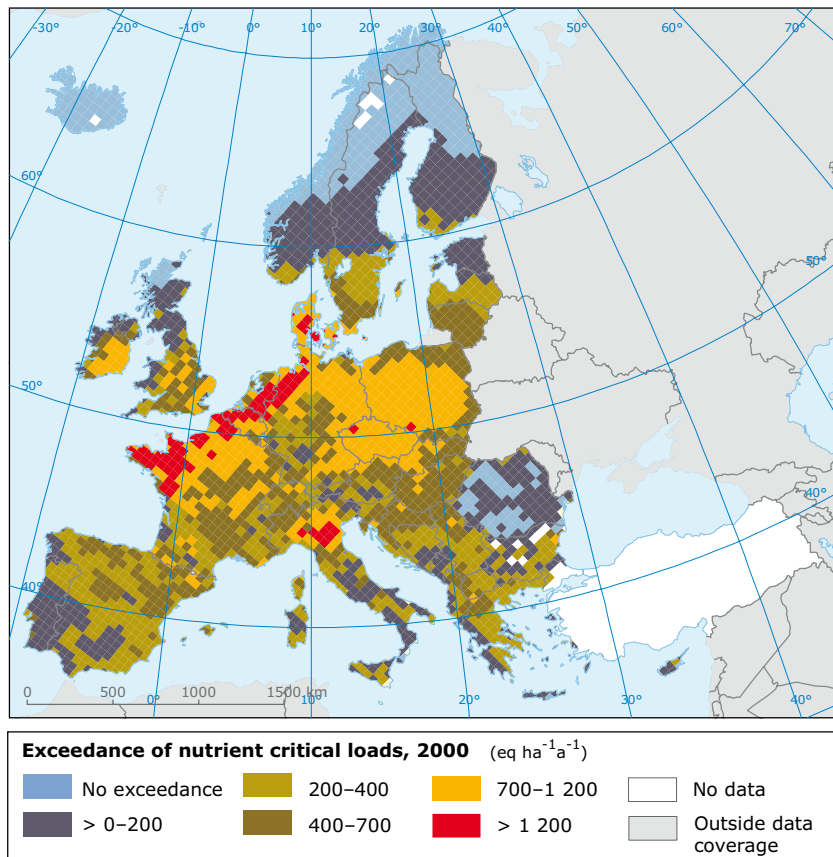 -30° -20° -10° 0° 10° 20° 30° 40° 50° 60° 70°
60°
50°
50°
40°
40°
0 500 1000 1500 km
0° 10° 20° 30° 40°
Exceedance of nutrient critical loads, 2000 (eq ha⁻¹a⁻¹)
No exceedance 200–400 700–1 200 No data
> 0–200 400–700 > 1 200 Outside data
coverage